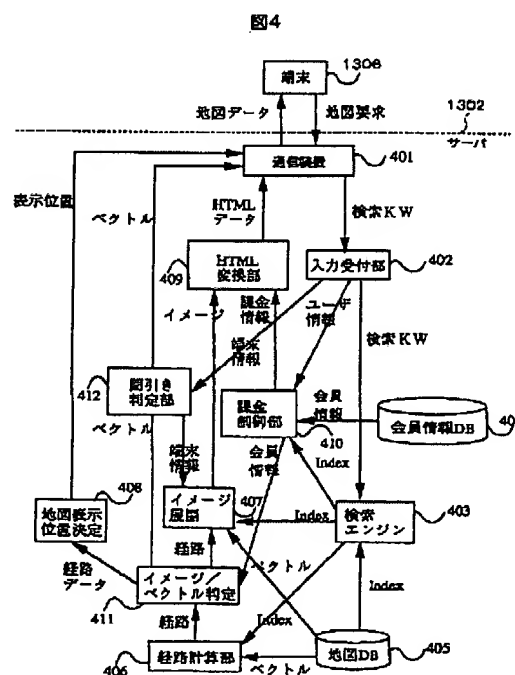 図4
端末
1308
地図データ
地図要求
1302
サーバ
通信装置
401
表示位置
ベクトル
HTML
データ
検索KW
HTML
変換部
409
入力受付部
402
イメージ
課金
情報
ユーザ
情報
端末
情報
検索KW
間引き
判定部
412
課金
制御部
410
会員
情報
会員情報DB
40
ベクトル
端末
情報
会員
情報
Index
408
地図表示
位置決定
イメージ
展開
407
Index
検索
エンジン
403
経路
データ
経路
ベクトル
Index
イメージ/
ベクトル判定
411
Index
経路
経路計算部
406
ベクトル
地図DB
405